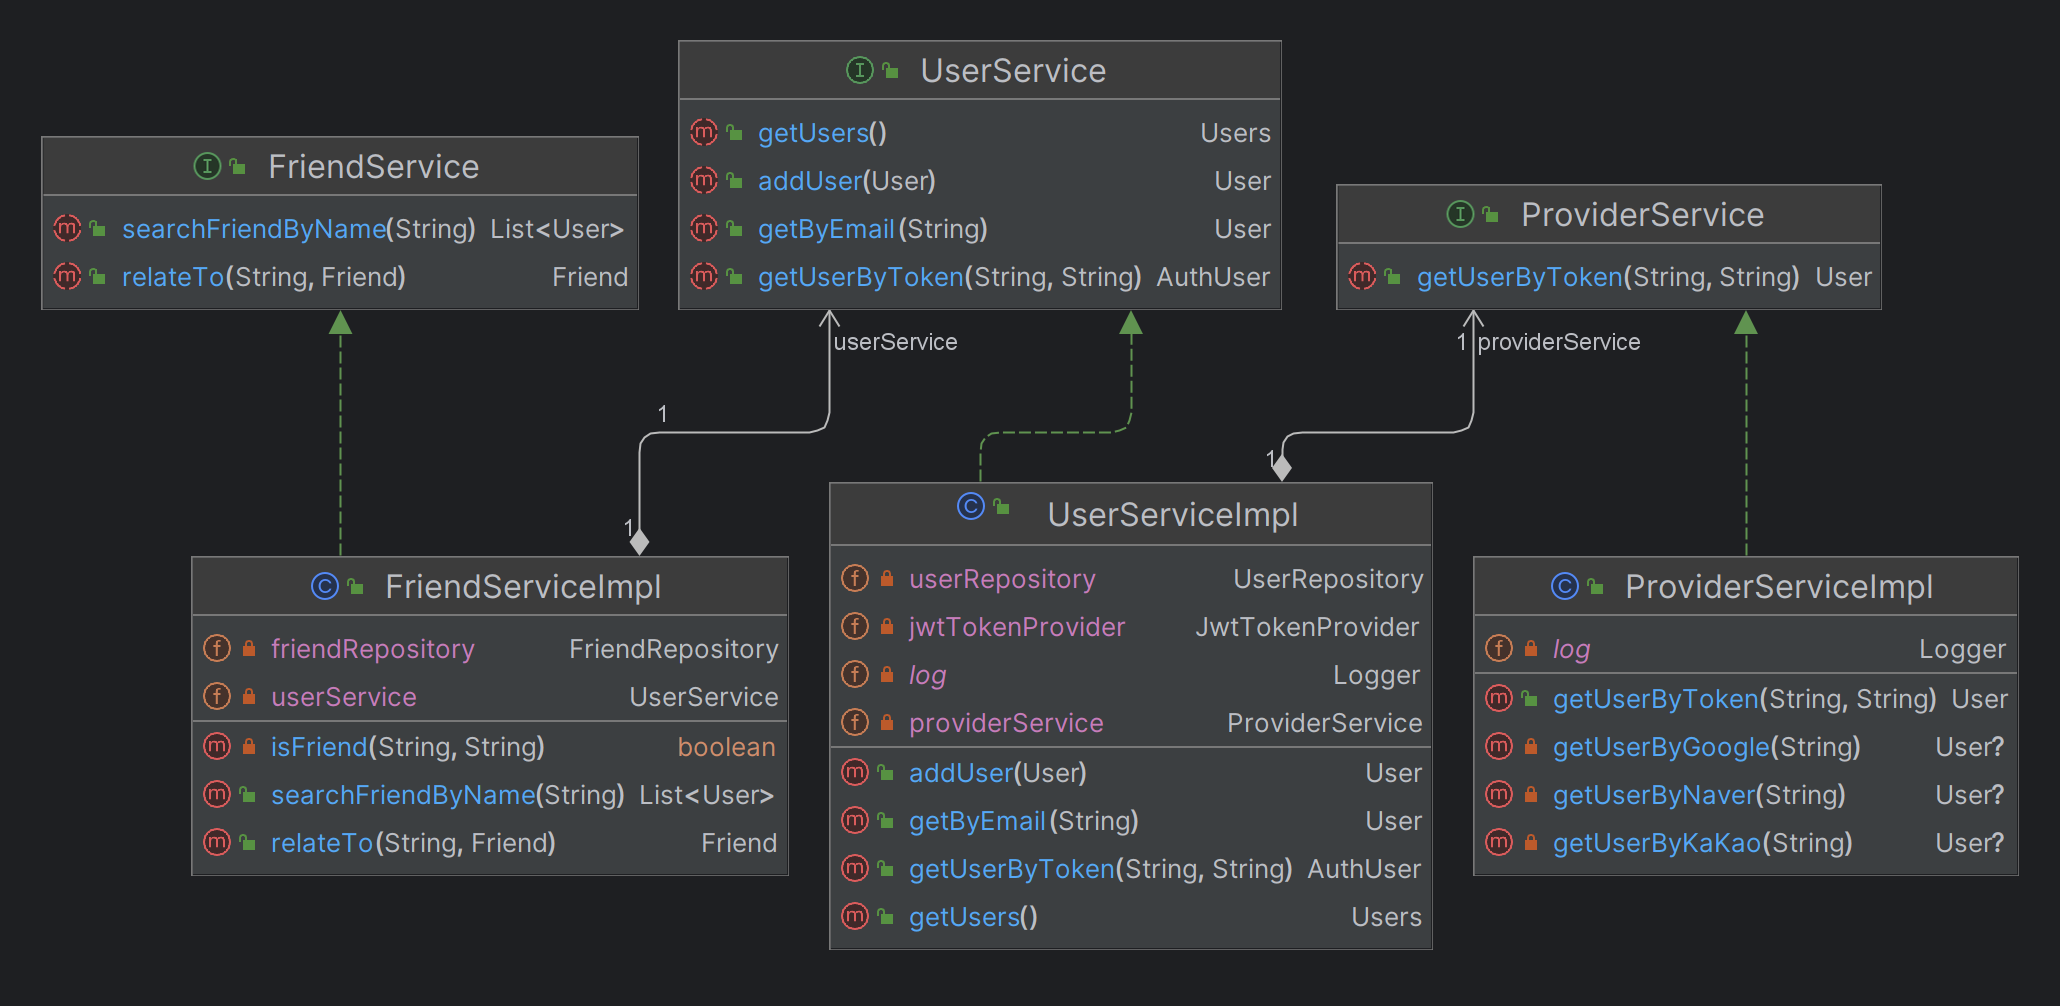 FriendService
searchFriendByName(String) List<User>
relateTo(String, Friend) Friend
UserService
getUsers() Users
addUser(User) User
getByEmail(String) User
getUserByToken(String, String) AuthUser
ProviderService
getUserByToken(String, String) User
userService
1
1
1 providerService
1
FriendServiceImpl
friendRepository FriendRepository
userService UserService
isFriend(String, String) boolean
searchFriendByName(String) List<User>
relateTo(String, Friend) Friend
UserServiceImpl
userRepository UserRepository
jwtTokenProvider JwtTokenProvider
log Logger
providerService ProviderService
addUser(User) User
getByEmail(String) User
getUserByToken(String, String) AuthUser
getUsers() Users
ProviderServiceImpl
log Logger
getUserByToken(String, String) User
getUserByGoogle(String) User?
getUserByNaver(String) User?
getUserByKaKao(String) User?